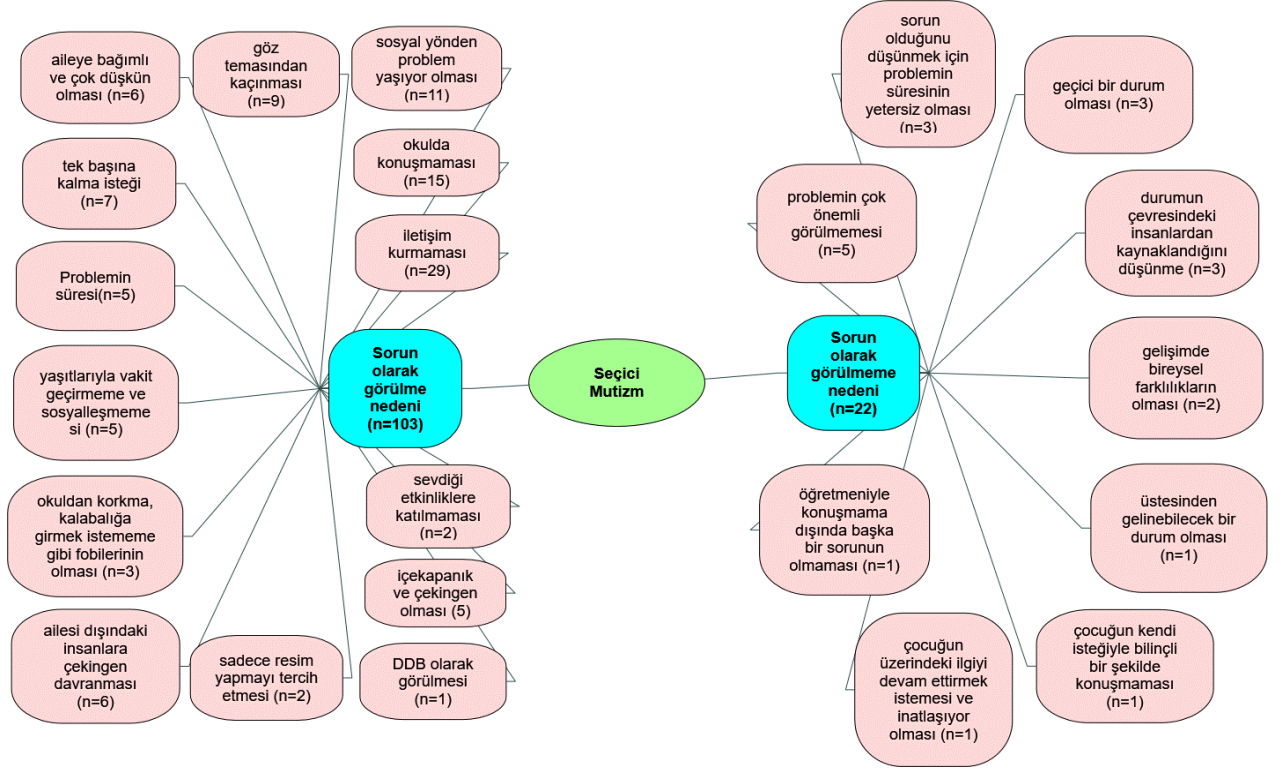 aileye bağımlı
ve çok düşkün
olması (n=6)
göz
temasından
kaçınması
(n=9)
sosyal yönden
problem
yaşıyor olması
(n=11)
okulda
konuşmaması
(n=15)
tek başına
kalma isteği
(n=7)
iletişim
kurmaması
(n=29)
Problemin
süresi(n=5)
Sorun
olarak
görülme
nedeni
(n=103)
yaşıtlarıyla vakit
geçirmeme ve
sosyalleşmeme
si (n=5)
okuldan korkma,
kalabalığa
girmek istememe
gibi fobilerinin
olması (n=3)
sevdiği
etkinliklere
katılmaması
(n=2)
içekapanık
ve çekingen
olması (5)
ailesi dışındaki
insanlara
çekingen
davranması
(n=6)
sadece resim
yapmayı tercih
etmesi (n=2)
DDB olarak
görülmesi
(n=1)
Seçici
Mutizm
sorun
olduğunu
düşünmek için
problemin
süresinin
yetersiz olması
(n=3)
geçici bir durum
olması (n=3)
problemin çok
önemli
görülmemesi
(n=5)
durumun
çevresindeki
insanlardan
kaynaklandığını
düşünme (n=3)
Sorun
olarak
görülmeme
nedeni
(n=22)
gelişimde
bireysel
farklılıkların
olması (n=2)
öğretmeniyle
konuşmama
dışında başka
bir sorunun
olmaması (n=1)
üstesinden
gelinebilecek bir
durum olması
(n=1)
çocuğun
üzerindeki ilgiyi
devam ettirmek
istemesi ve
inatlaşıyor
olması (n=1)
çocuğun kendi
isteğiyle bilinçli
bir şekilde
konuşmaması
(n=1)